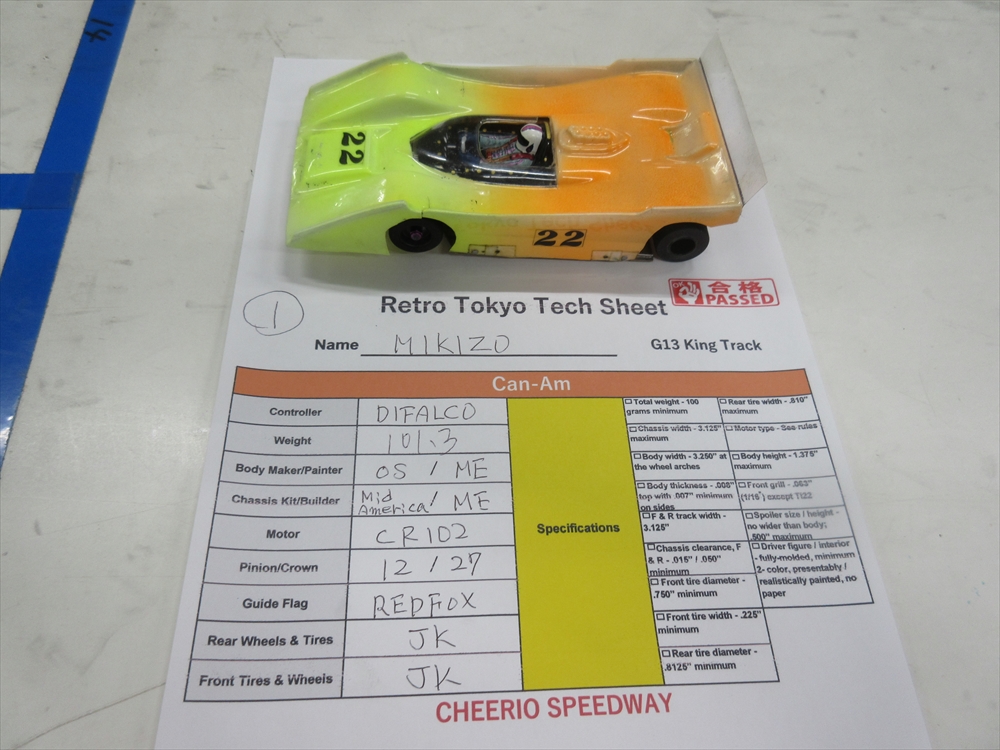 14
22
22
Retro Tokyo Tech Sheet
OK 合格
PASSED
1
Name MIKIZO
G13 King Track
Can-Am
Controller DIFALCO
Weight 101.3
Body Maker/Painter OS / ME
Chassis Kit/Builder Mid America / ME
Motor CR102
Pinion/Crown 12 / 27
Guide Flag REDFOX
Rear Wheels & Tires JK
Front Tires & Wheels JK
Specifications
□ Total weight - 100
grams minimum
□ Chassis width - 3.125"
maximum
□ Body width - 3.250" at
the wheel arches
□ Body thickness - .008"
top with .007" minimum
on sides
□ F & R track width -
3.125"
□ Chassis clearance, F
& R - .015" / .050"
minimum
□ Front tire diameter -
.750" minimum
□ Front tire width - .225"
minimum
□ Rear tire diameter -
.8125" minimum
□ Rear tire width - .810"
maximum
□ Motor type - See rules
□ Body height - 1.375"
maximum
□ Front grill - .063"
(1/16") except TI22
□ Spoiler size / height -
no wider than body;
.500" maximum
□ Driver figure / interior
- fully-molded, minimum
2- color, presentably /
realistically painted, no
paper
CHEERIO SPEEDWAY